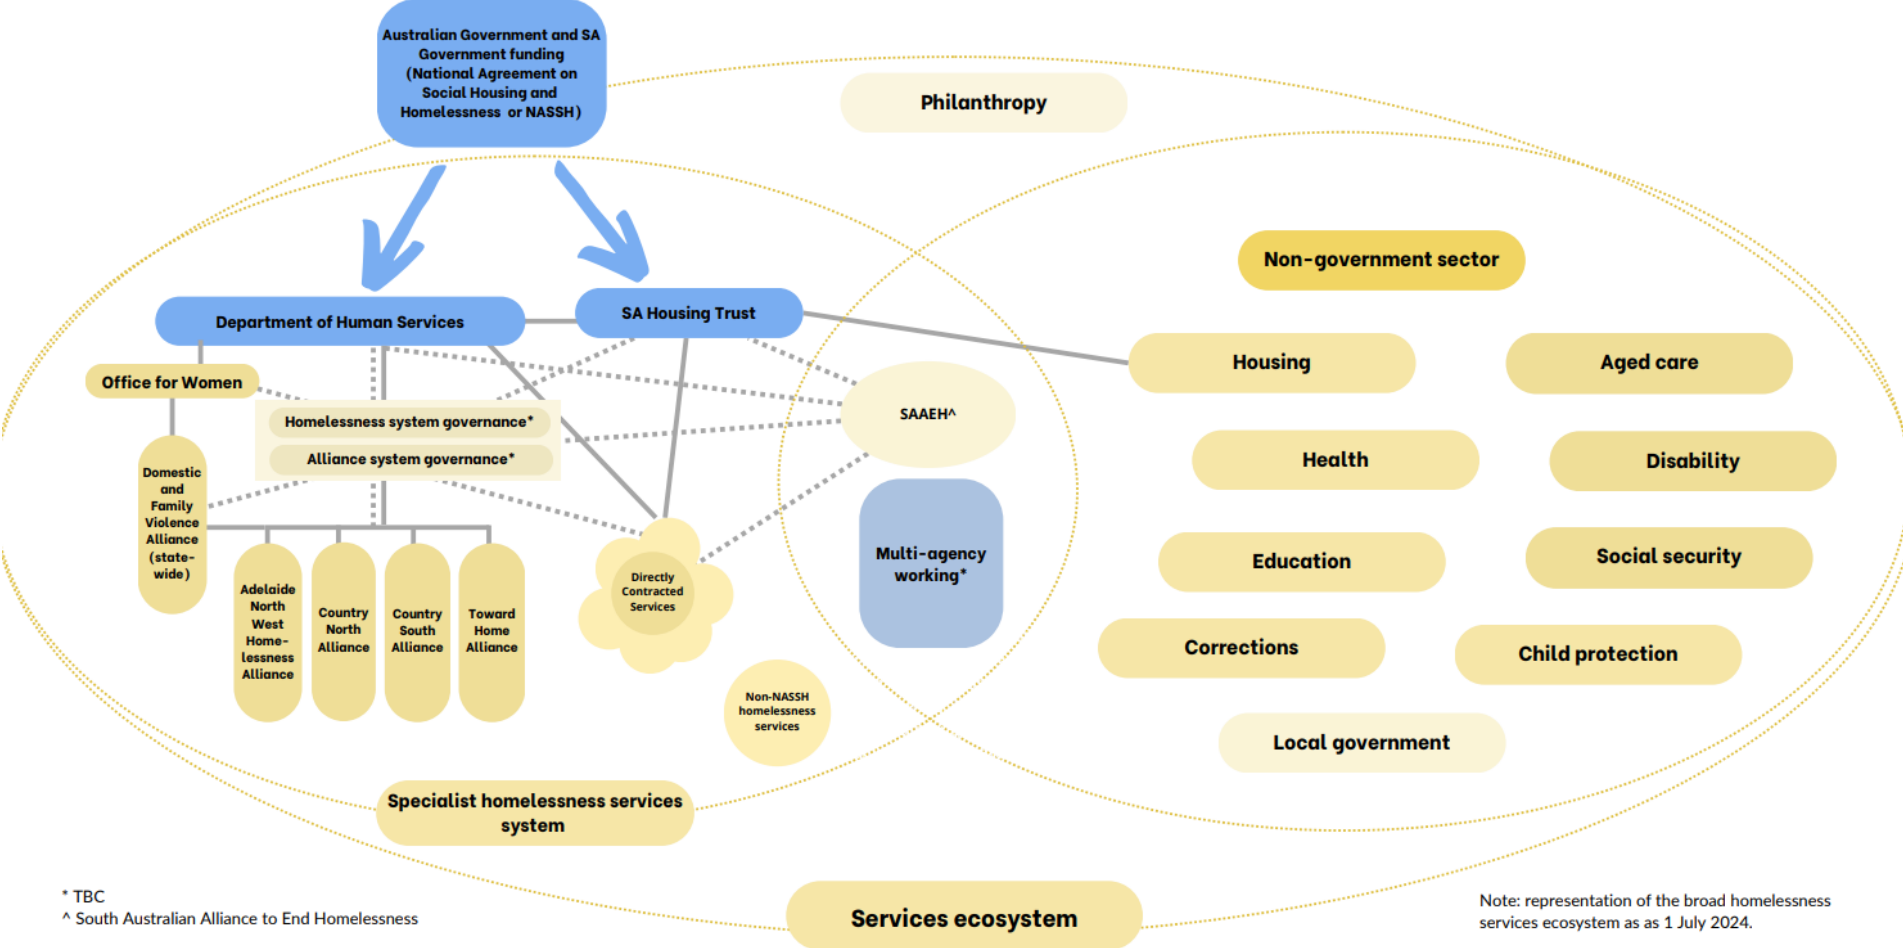 Australian Government and SA
Government funding
(National Agreement on
Social Housing and
Homelessness or NASSH)
Philanthropy
Non-government sector
Department of Human Services
SA Housing Trust
Housing
Aged care
Office for Women
SAAEH^
Homelessness system governance*
Alliance system governance*
Health
Disability
Domestic
and
Family
Violence
Alliance
(state-
wide)
Multi-agency
working*
Education
Social security
Adelaide
North
West
Home-
lessness
Alliance
Country
North
Alliance
Country
South
Alliance
Toward
Home
Alliance
Directly
Contracted
Services
Corrections
Child protection
Non-NASSH
homelessness
services
Local government
Specialist homelessness services
system
Services ecosystem
* TBC
^ South Australian Alliance to End Homelessness
Note: representation of the broad homelessness
services ecosystem as as 1 July 2024.